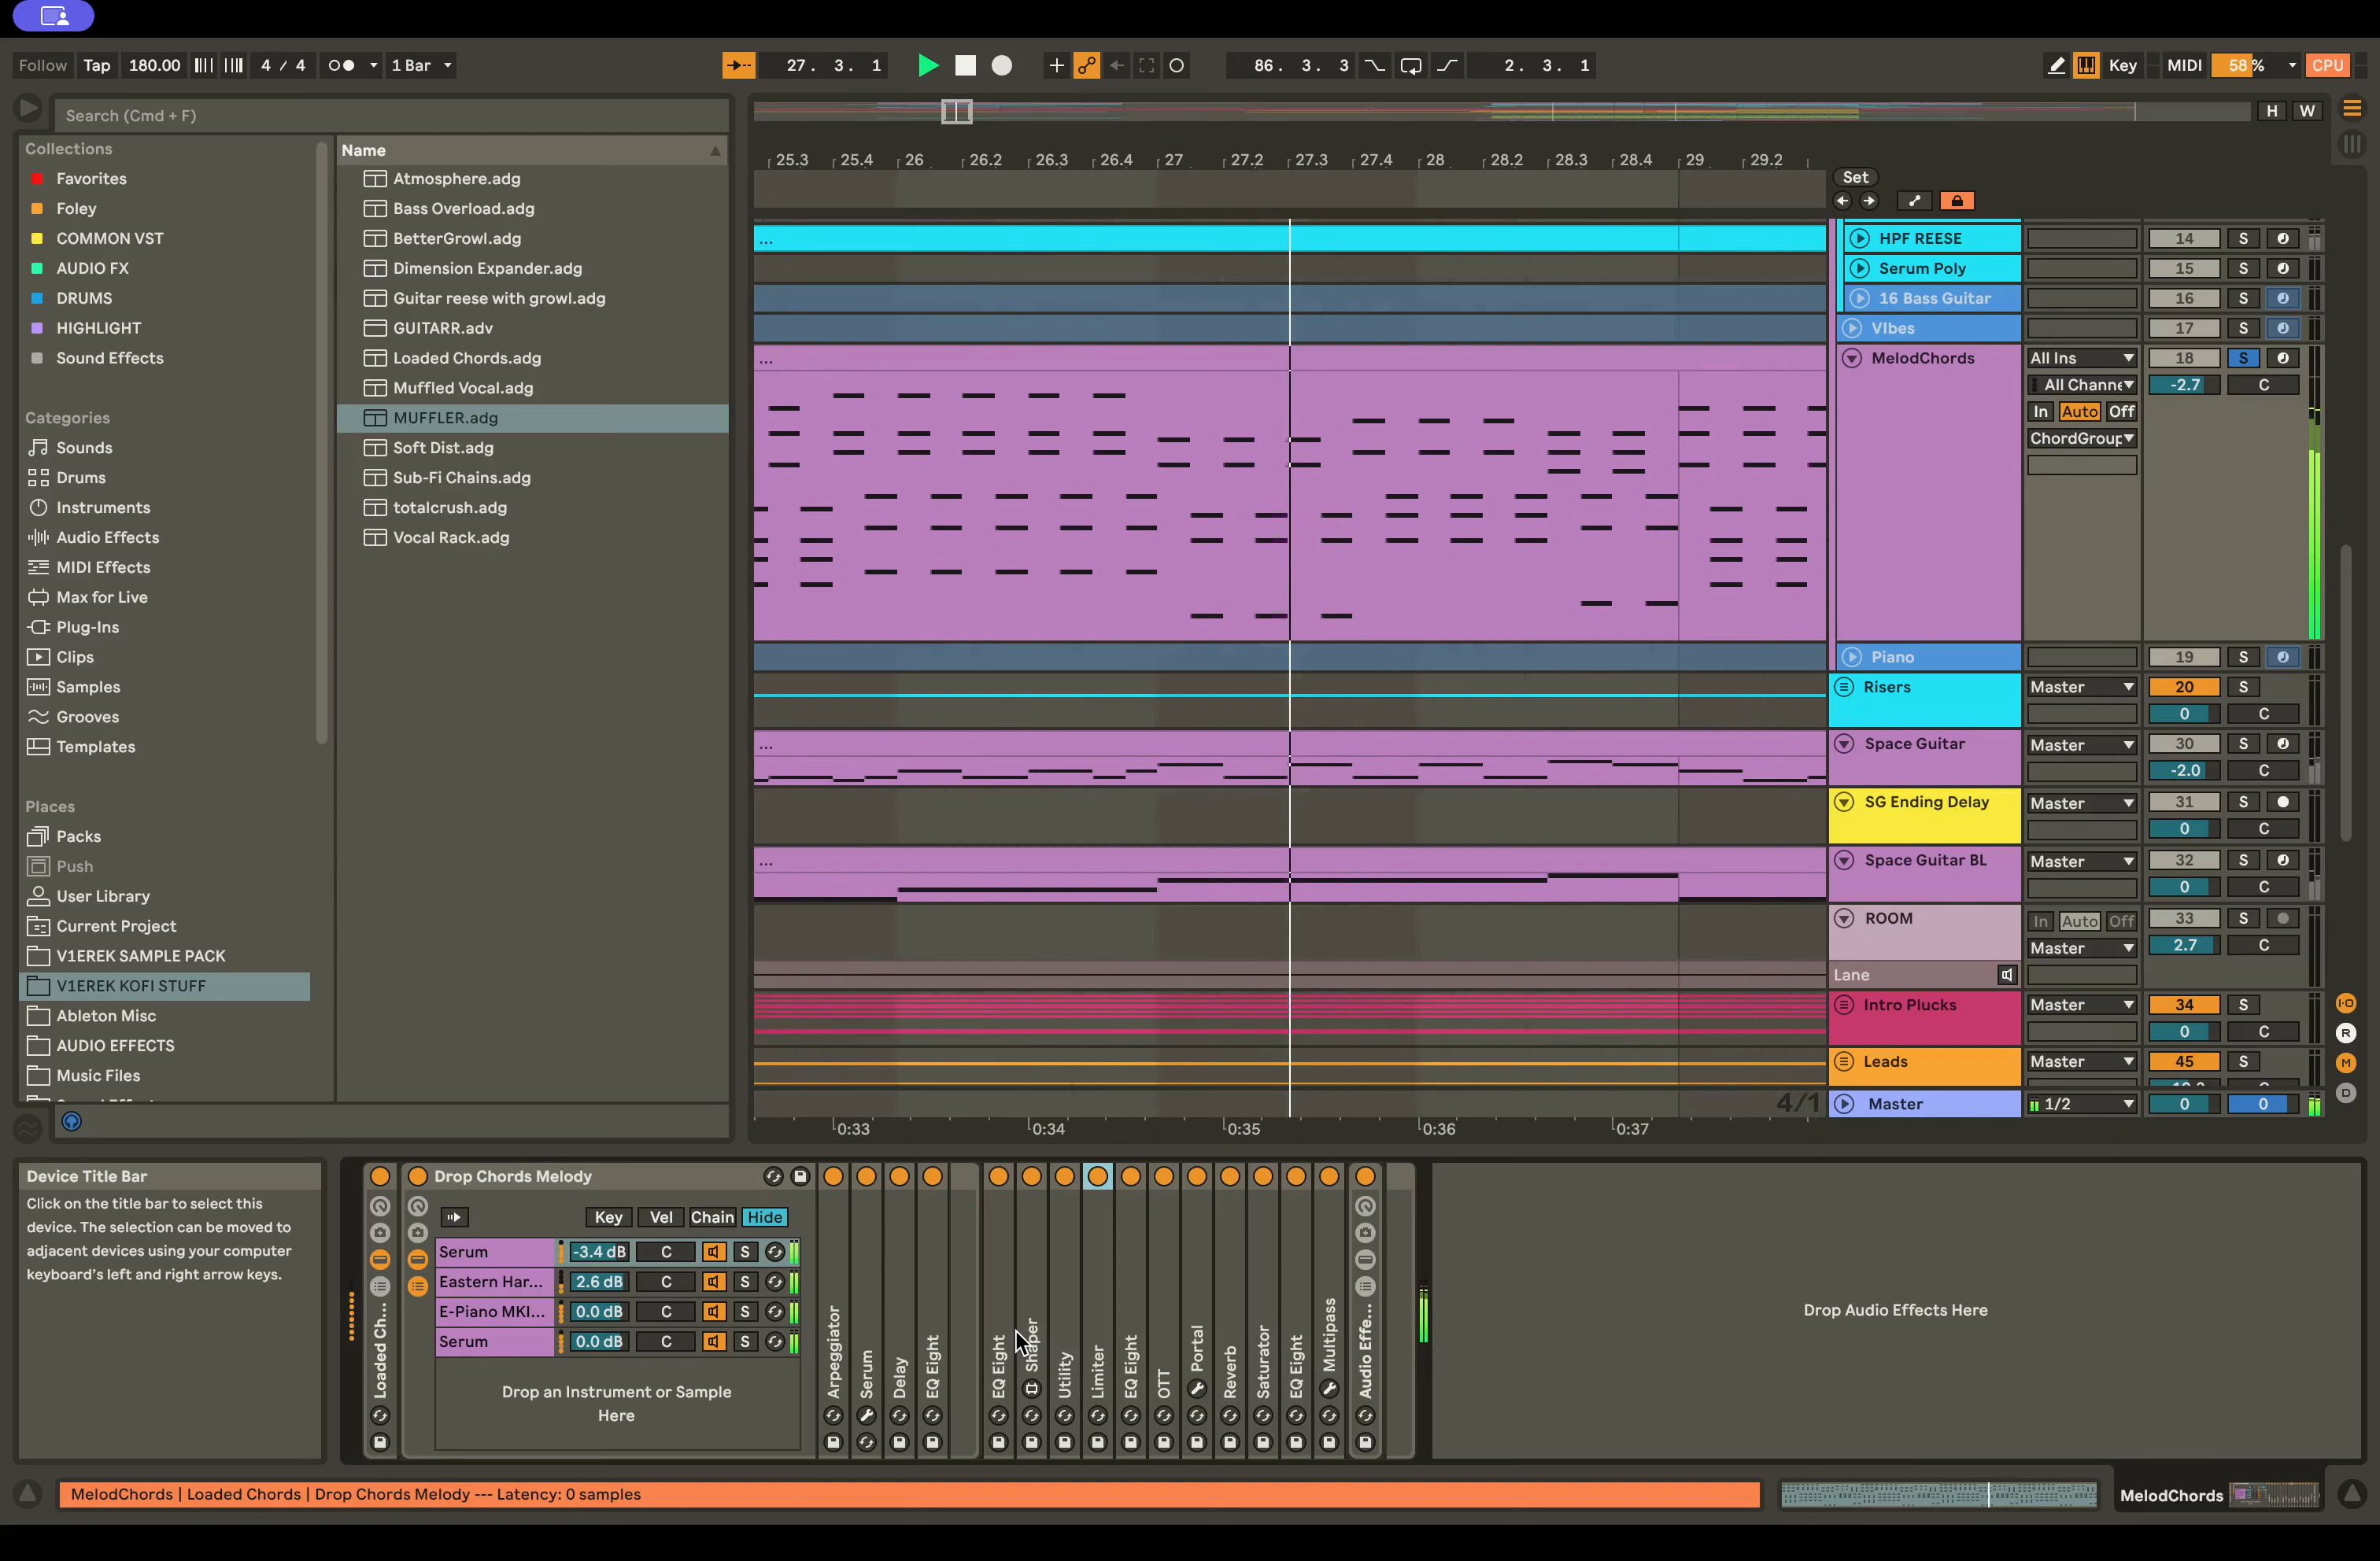 Follow Tap 180.00 4 / 4 1 Bar 27. 3. 1 86. 3. 3 2. 3. 1 Key MIDI 58 % CPU
Search (Cmd + F)
H W
Collections
Favorites
Foley
COMMON VST
AUDIO FX
DRUMS
HIGHLIGHT
Sound Effects
Categories
Sounds
Drums
Instruments
Audio Effects
MIDI Effects
Max for Live
Plug-Ins
Clips
Samples
Grooves
Templates
Places
Packs
Push
User Library
Current Project
V1EREK SAMPLE PACK
V1EREK KOFI STUFF
Ableton Misc
AUDIO EFFECTS
Music Files
Name
Atmosphere.adg
Bass Overload.adg
BetterGrowl.adg
Dimension Expander.adg
Guitar reese with growl.adg
GUITARR.adv
Loaded Chords.adg
Muffled Vocal.adg
MUFFLER.adg
Soft Dist.adg
Sub-Fi Chains.adg
totalcrush.adg
Vocal Rack.adg
25.3 25.4 26 26.2 26.3 26.4 27 27.2 27.3 27.4 28 28.2 28.3 28.4 29 29.2
Set
...
...
...
...
HPF REESE 14 S
Serum Poly 15 S
16 Bass Guitar 16 S
VIbes 17 S
MelodChords All Ins 18 S
All Channe -2.7 C
In Auto Off
ChordGroup
Piano 19 S
Risers Master 20 S
0 C
Space Guitar Master 30 S
-2.0 C
SG Ending Delay Master 31 S
0 C
Space Guitar BL Master 32 S
0 C
ROOM In Auto Off 33 S
Master 2.7 C
Lane
Intro Plucks Master 34 S
0 C
Leads Master 45 S
Master 1/2 0 0
4/1
0:33 0:34 0:35 0:36 0:37
I·O
R
M
D
Device Title Bar
Click on the title bar to select this
device. The selection can be moved to
adjacent devices using your computer
keyboard's left and right arrow keys.
Loaded Ch...
Drop Chords Melody
Key Vel Chain Hide
Serum -3.4 dB C S
Eastern Har... 2.6 dB C S
E-Piano MKI... 0.0 dB C S
Serum 0.0 dB C S
Drop an Instrument or Sample
Here
Arpeggiator
Serum
Delay
EQ Eight
EQ Eight
Shaper
Utility
Limiter
EQ Eight
OTT
Portal
Reverb
Saturator
EQ Eight
Multipass
Audio Effe...
Drop Audio Effects Here
MelodChords | Loaded Chords | Drop Chords Melody --- Latency: 0 samples
MelodChords